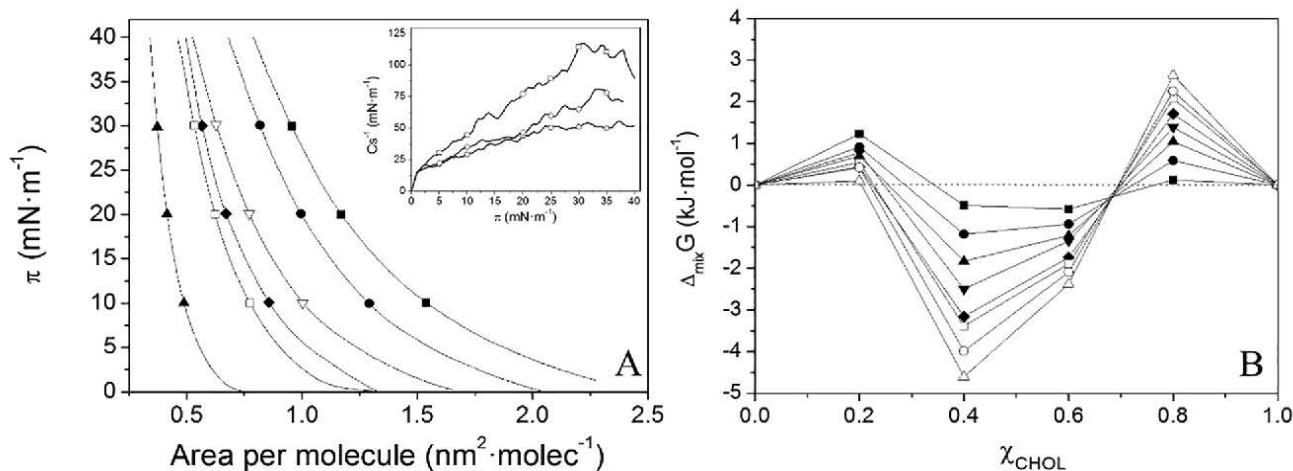 40
35
30
25
20
15
10
5
0
π (mN·m⁻¹)
0.5 1.0 1.5 2.0 2.5
Area per molecule (nm²·molec⁻¹)
A
125
100
75
50
25
0
Cs⁻¹ (mN·m⁻¹)
0 5 10 15 20 25 30 35 40
π (mN·m⁻¹)
4
3
2
1
0
-1
-2
-3
-4
-5
Δmix G (kJ·mol⁻¹)
0.0 0.2 0.4 0.6 0.8 1.0
χCHOL
B